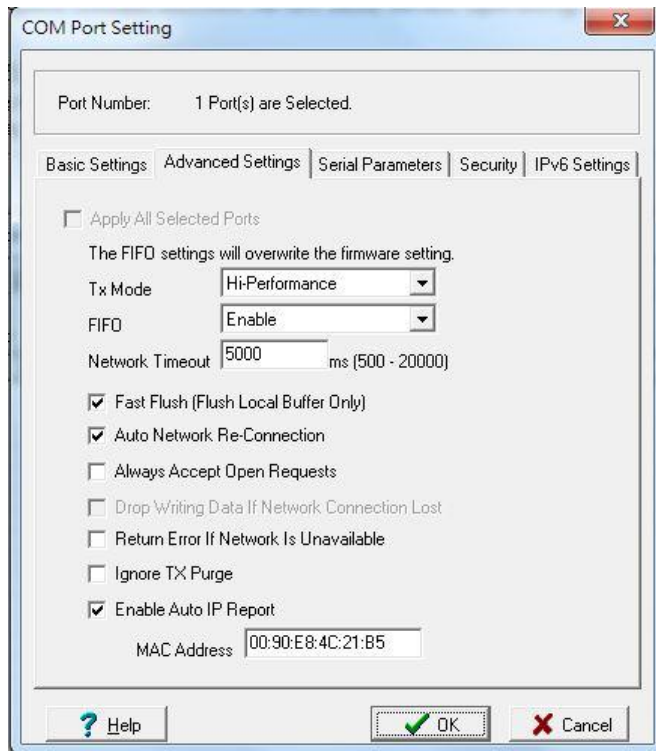 COM Port Setting
Port Number: 1 Port(s) are Selected.
Basic Settings Advanced Settings Serial Parameters Security IPv6 Settings
Apply All Selected Ports
The FIFO settings will overwrite the firmware setting.
Tx Mode Hi-Performance
FIFO Enable
Network Timeout 5000 ms (500 - 20000)
Fast Flush (Flush Local Buffer Only)
Auto Network Re-Connection
Always Accept Open Requests
Drop Writing Data If Network Connection Lost
Return Error If Network Is Unavailable
Ignore TX Purge
Enable Auto IP Report
MAC Address 00:90:E8:4C:21:B5
Help OK Cancel